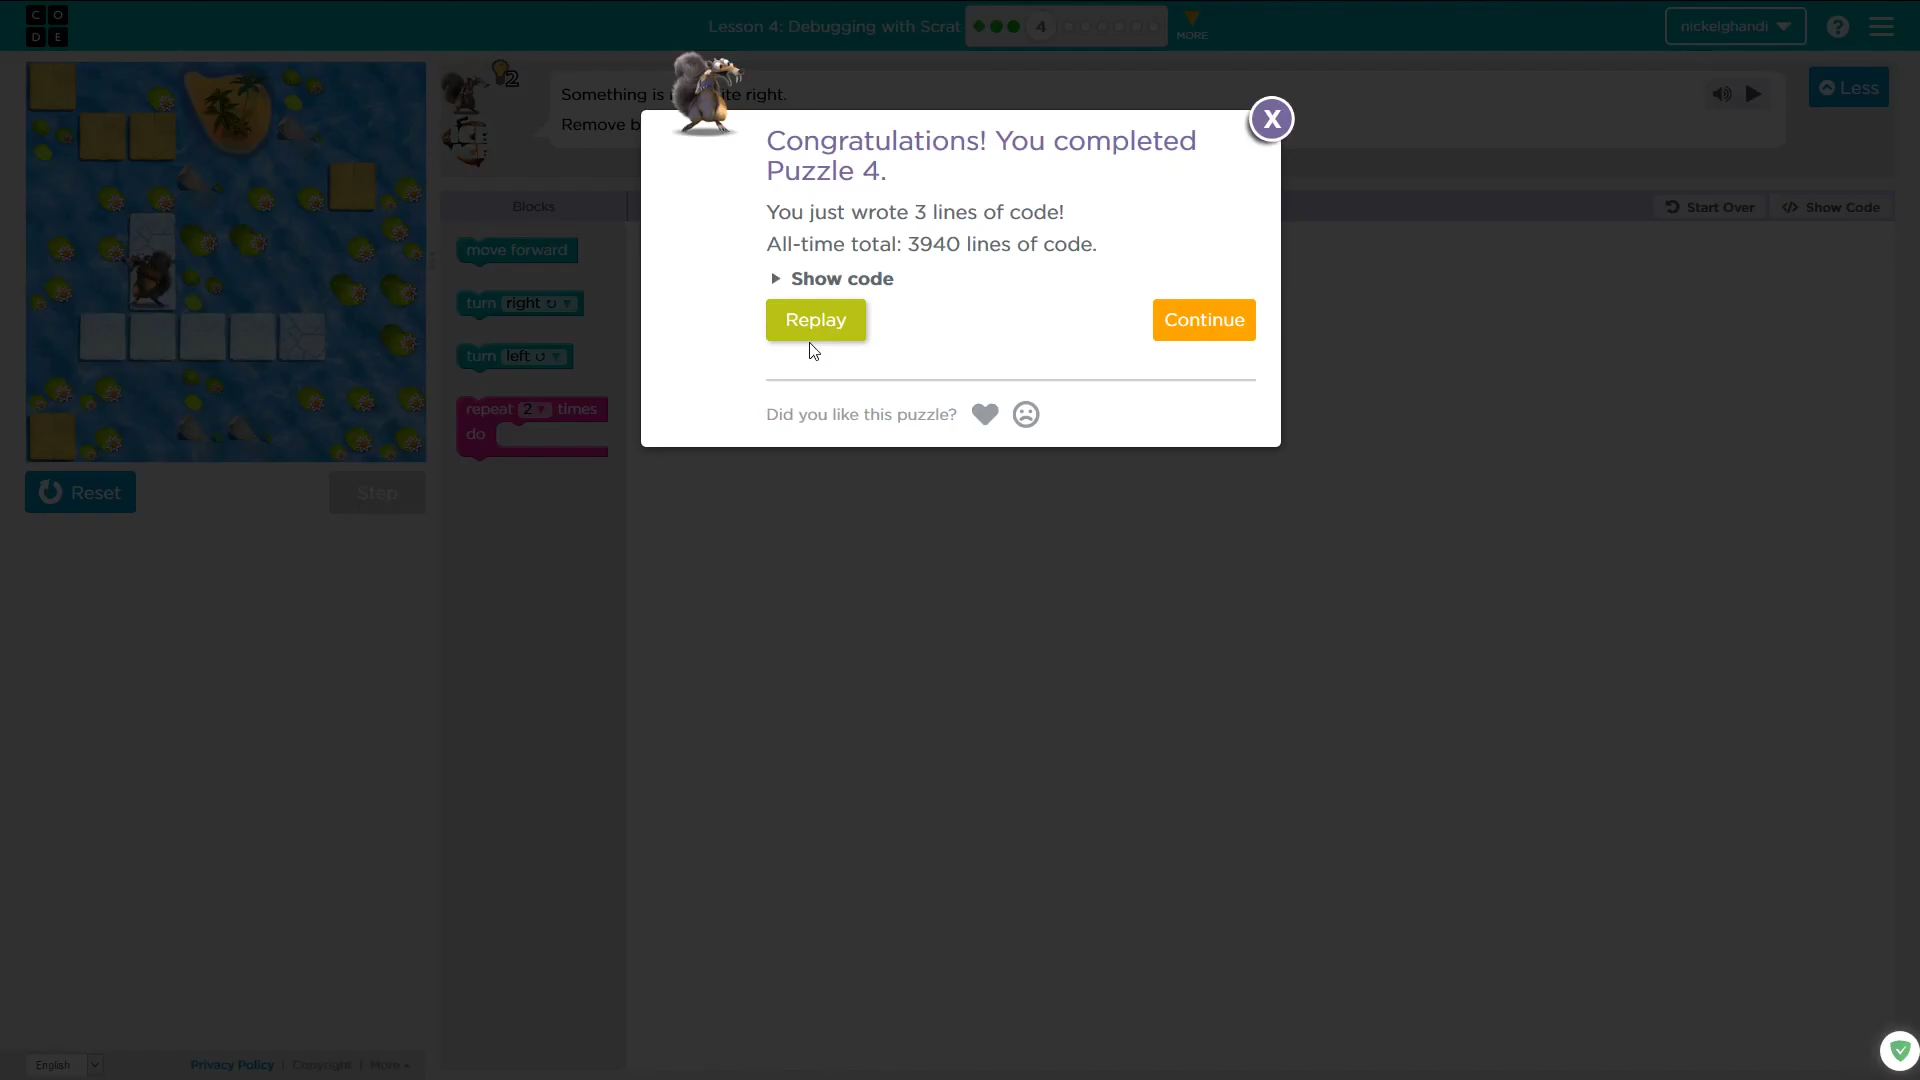 C O
D E
Lesson 4: Debugging with Scrat
4
MORE
nickelghandi
?
2
Something is
te right.
Remove b
Less
ICE
Congratulations! You completed
Puzzle 4.
X
You just wrote 3 lines of code!
All-time total: 3940 lines of code.
Show code
Replay
Continue
Did you like this puzzle?
Blocks
Start Over
Show Code
move forward
turn right
turn left
repeat 2 times
do
Reset
Step
English
Privacy Policy | Copyright | More